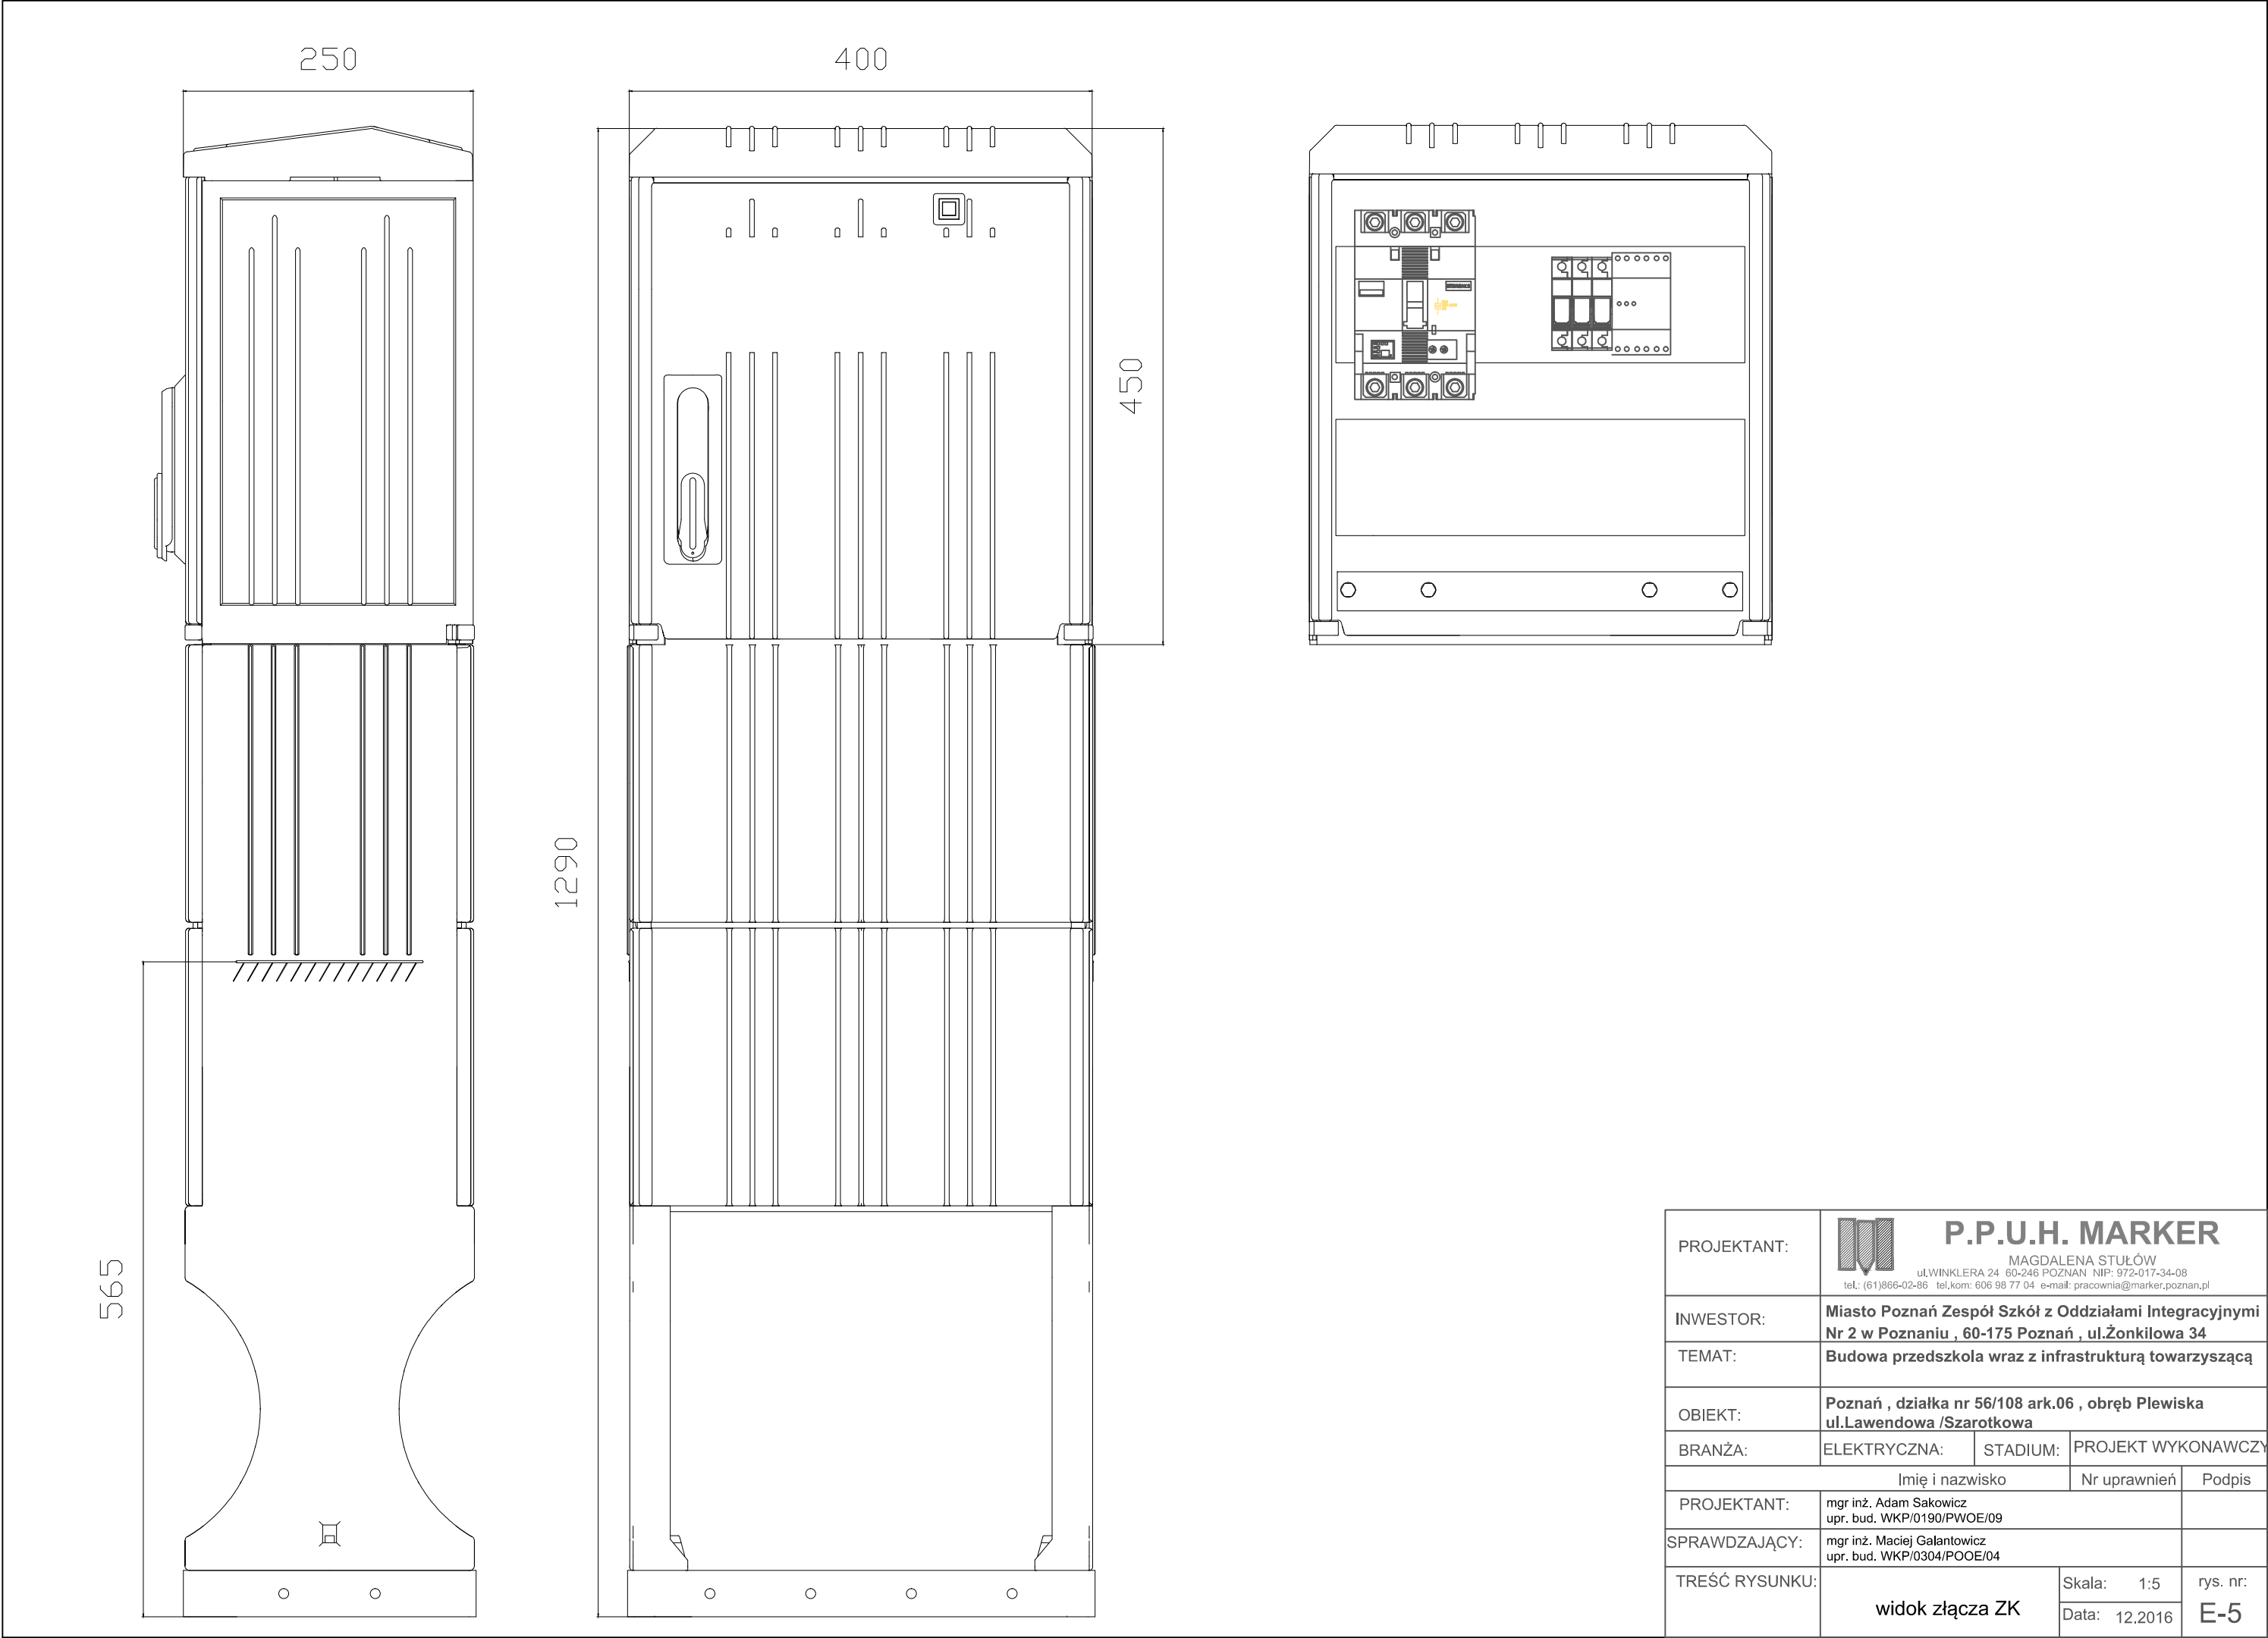 250
400
450
1290
565
PROJEKTANT:
P.P.U.H. MARKER
MAGDALENA STUŁÓW
ul.WINKLERA 24 60-246 POZNAN NIP: 972-017-34-08
tel.: (61)866-02-86 tel.kom: 606 98 77 04 e-mail: pracownia@marker.poznan.pl
INWESTOR:
Miasto Poznań Zespół Szkół z Oddziałami Integracyjnymi
Nr 2 w Poznaniu , 60-175 Poznań , ul.Żonkilowa 34
TEMAT:
Budowa przedszkola wraz z infrastrukturą towarzyszącą
OBIEKT:
Poznań , działka nr 56/108 ark.06 , obręb Plewiska
ul.Lawendowa /Szarotkowa
BRANŻA:
ELEKTRYCZNA:
STADIUM:
PROJEKT WYKONAWCZY
Imię i nazwisko
Nr uprawnień
Podpis
PROJEKTANT:
mgr inż. Adam Sakowicz
upr. bud. WKP/0190/PWOE/09
SPRAWDZAJĄCY:
mgr inż. Maciej Galantowicz
upr. bud. WKP/0304/POOE/04
TREŚĆ RYSUNKU:
widok złącza ZK
Skala: 1:5
Data: 12.2016
rys. nr:
E-5